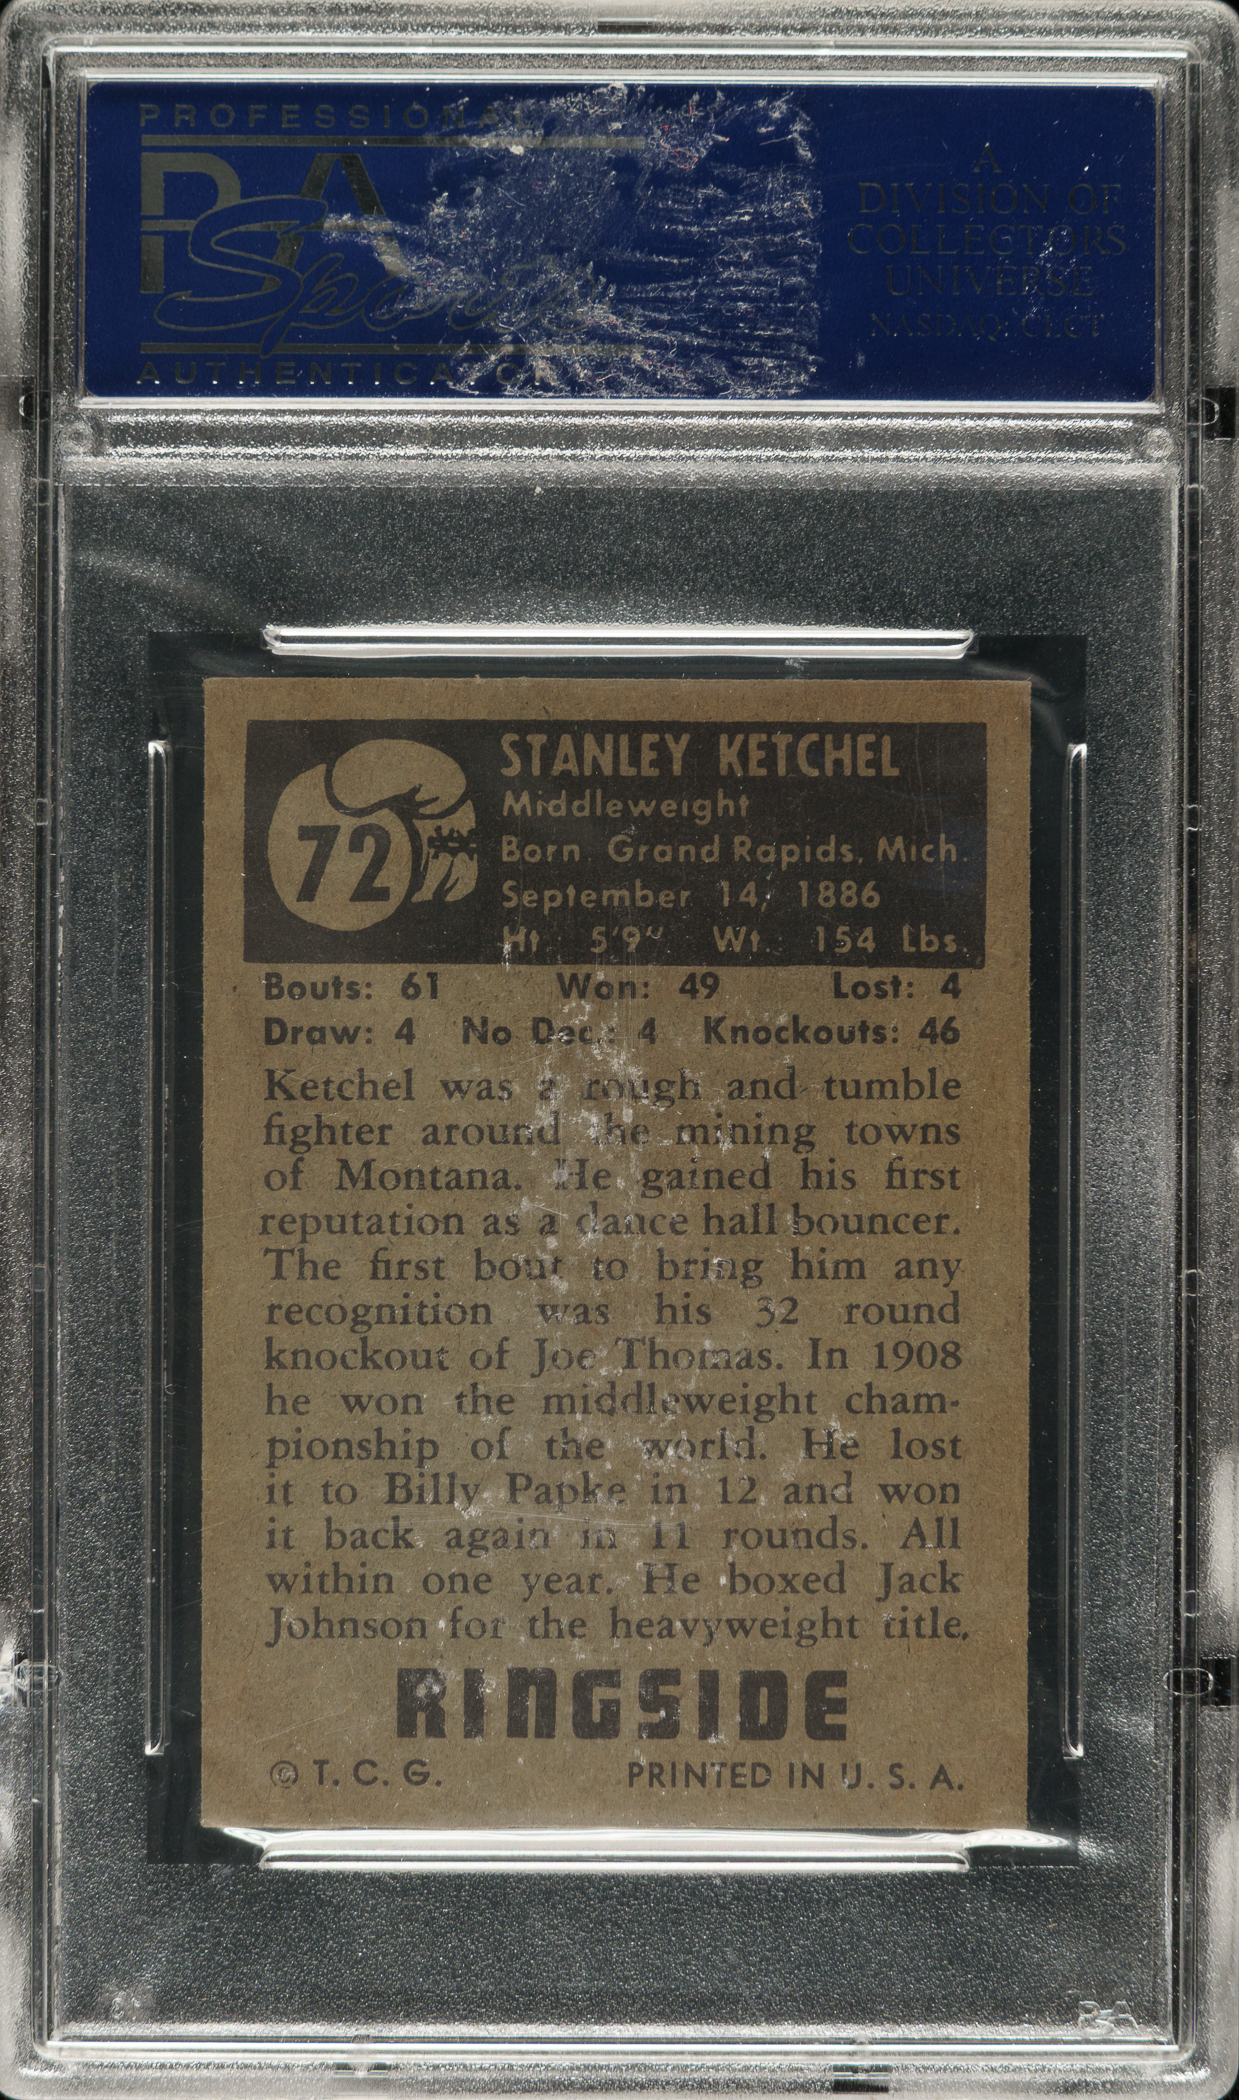 PROFESSIONAL
PSA
Sports
AUTHENTICATOR
A
DIVISION OF
COLLECTORS
UNIVERSE
NASDAQ: CLCT
72
STANLEY KETCHEL
Middleweight
Born. Grand Rapids, Mich.
September 14, 1886
Ht. 5'9" Wt. 154 Lbs.
Bouts: 61 Won: 49 Lost: 4
Draw: 4 No Dec.: 4 Knockouts: 46
Ketchel was a rough and tumble
fighter around the mining towns
of Montana. He gained his first
reputation as a dance hall bouncer.
The first bout to bring him any
recognition was his 32 round
knockout of Joe Thomas. In 1908
he won the middleweight cham-
pionship of the world. He lost
it to Billy Papke in 12 and won
it back again in 11 rounds. All
within one year. He boxed Jack
Johnson for the heavyweight title.
RINGSIDE
© T. C. G. PRINTED IN U. S. A.
PSA